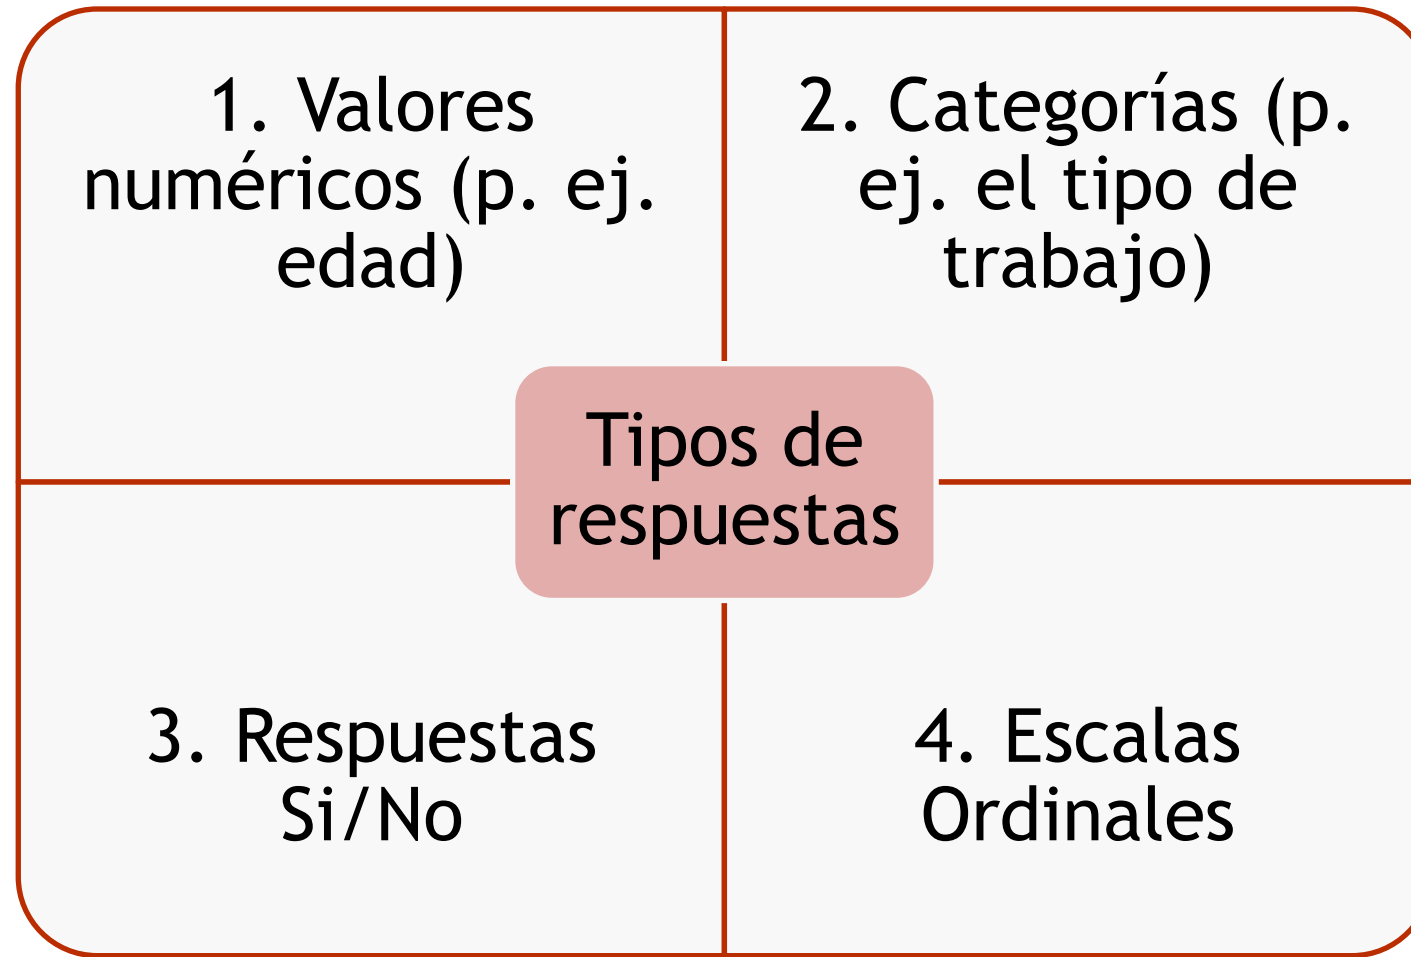 1. Valores
numéricos (p. ej.
edad)
2. Categorías (p.
ej. el tipo de
trabajo)
Tipos de
respuestas
3. Respuestas
Si/No
4. Escalas
Ordinales